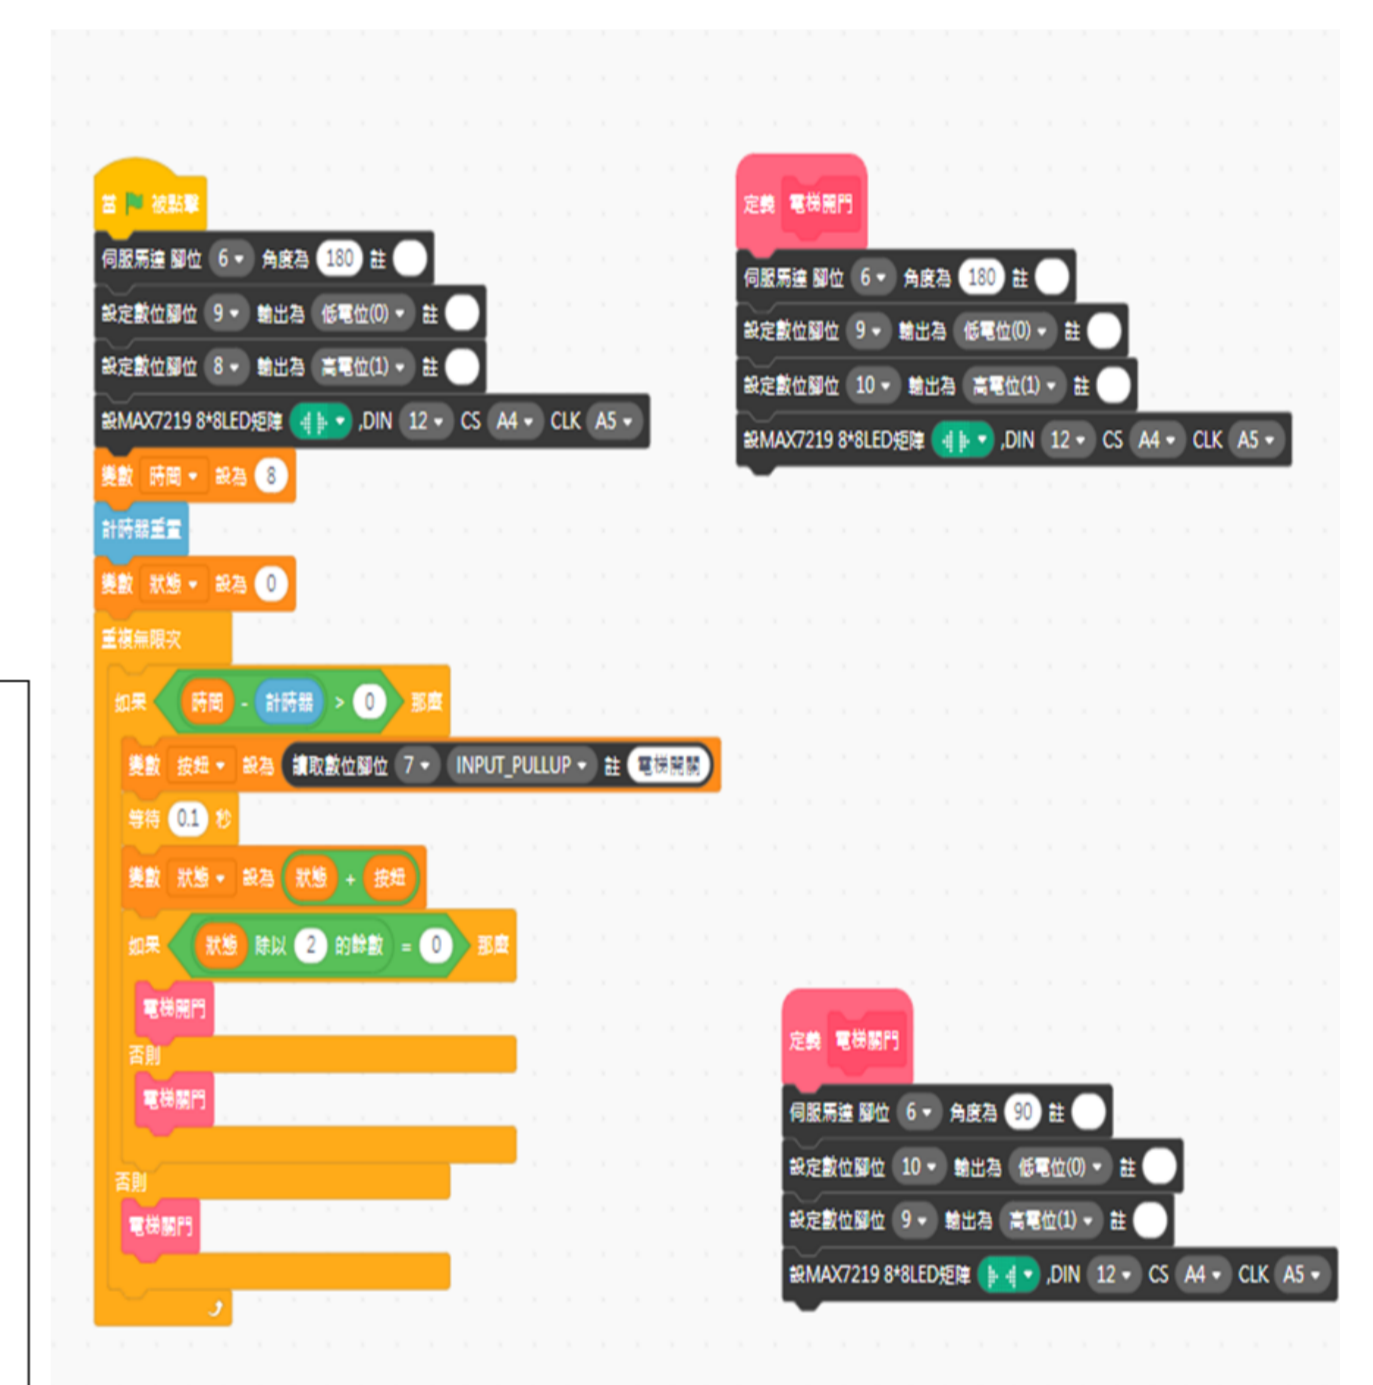 當 被點擊
伺服馬達 腳位 6 角度為 180 註
設定數位腳位 9 輸出為 低電位(0) 註
設定數位腳位 8 輸出為 高電位(1) 註
設MAX7219 8*8LED矩陣 ,DIN 12 CS A4 CLK A5
變數 時間 設為 8
計時器重置
變數 狀態 設為 0
重複無限次
如果 時間 - 計時器 > 0 那麼
變數 按鈕 設為 讀取數位腳位 7 INPUT_PULLUP 註 電梯開關
等待 0.1 秒
變數 狀態 設為 狀態 + 按鈕
如果 狀態 除以 2 的餘數 = 0 那麼
電梯開門
否則
電梯關門
否則
電梯關門
定義 電梯開門
伺服馬達 腳位 6 角度為 180 註
設定數位腳位 9 輸出為 低電位(0) 註
設定數位腳位 10 輸出為 高電位(1) 註
設MAX7219 8*8LED矩陣 ,DIN 12 CS A4 CLK A5
定義 電梯關門
伺服馬達 腳位 6 角度為 90 註
設定數位腳位 10 輸出為 低電位(0) 註
設定數位腳位 9 輸出為 高電位(1) 註
設MAX7219 8*8LED矩陣 ,DIN 12 CS A4 CLK A5